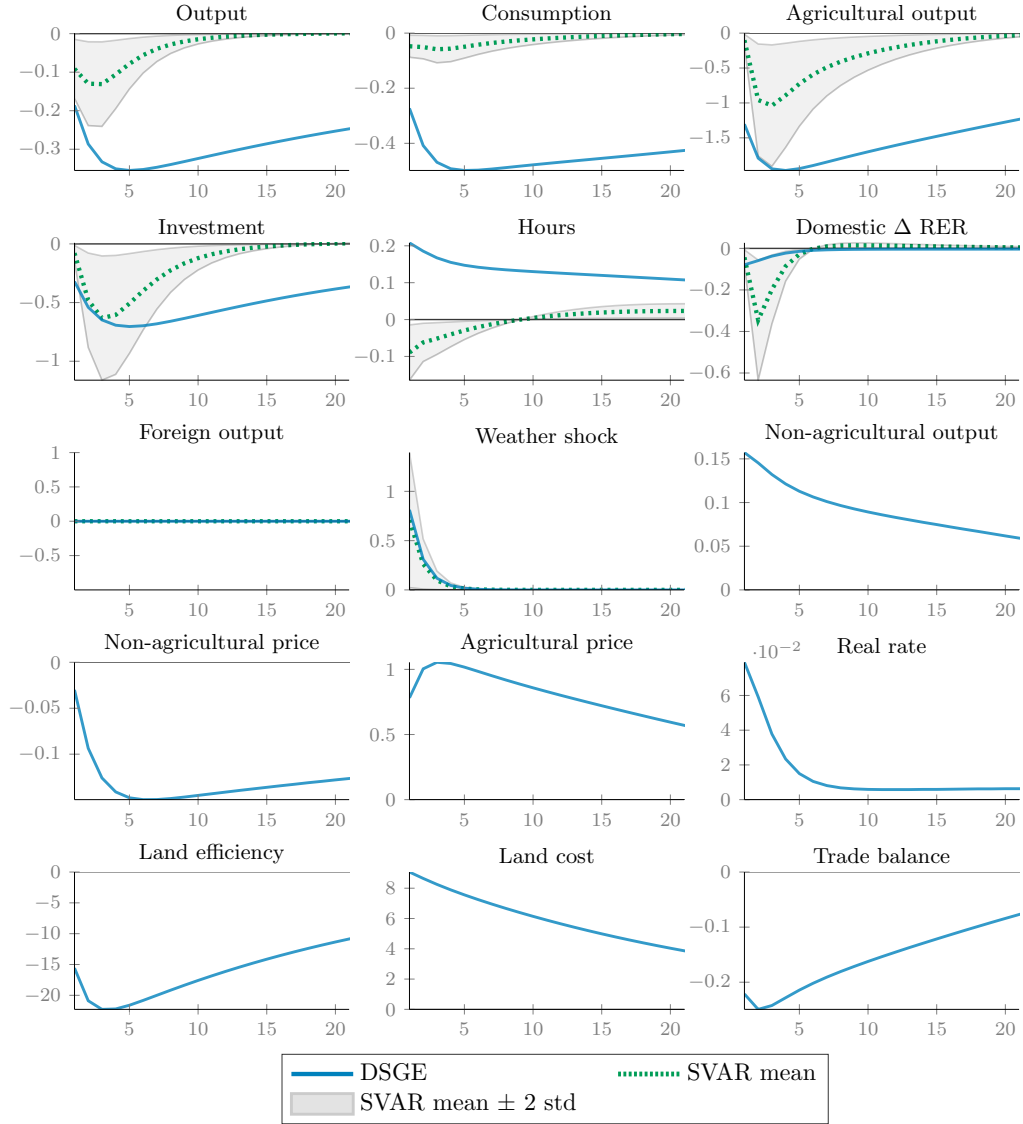 Output Consumption Agricultural output
0 0 0
−0.1 −0.2 −0.5
−0.2 −0.4 −1
−0.3 −1.5
5 10 15 20 5 10 15 20 5 10 15 20
Investment Hours Domestic Δ RER
0 0.2 0
−0.5 0.1 −0.2
−1 0 −0.4
−0.1 −0.6
5 10 15 20 5 10 15 20 5 10 15 20
Foreign output Weather shock Non-agricultural output
1 1 0.15
0.5 0.5 0.1
0 0 0.05
−0.5 0
5 10 15 20 5 10 15 20 5 10 15 20
Non-agricultural price Agricultural price Real rate
·10−2
0 1 6
−0.05 0.5 4
−0.1 0 2
0
5 10 15 20 5 10 15 20 5 10 15 20
Land efficiency Land cost Trade balance
0 8 0
−5 6 −0.1
−10 4 −0.2
−15 2
−20 0
5 10 15 20 5 10 15 20 5 10 15 20
DSGE SVAR mean
SVAR mean ± 2 std